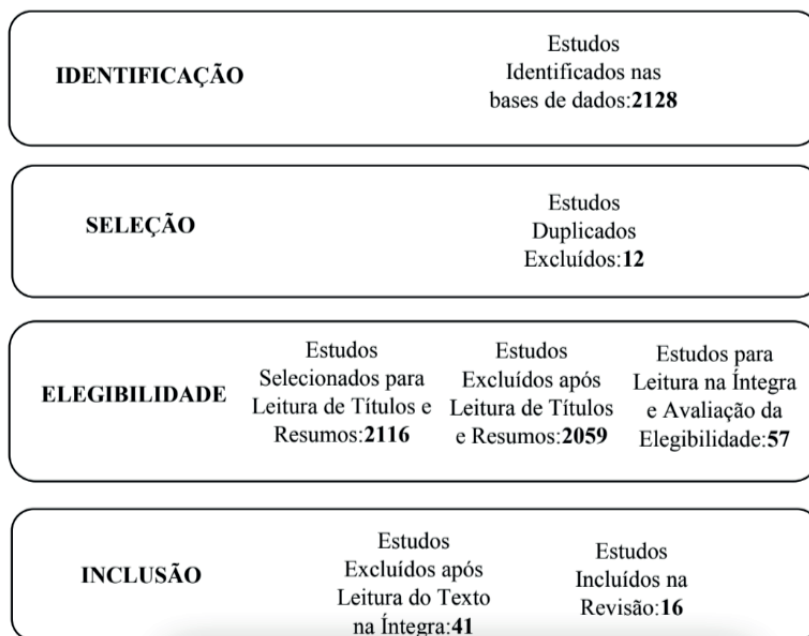 IDENTIFICAÇÃO
Estudos
Identificados nas
bases de dados:2128
SELEÇÃO
Estudos
Duplicados
Excluídos:12
ELEGIBILIDADE
Estudos
Selecionados para
Leitura de Títulos e
Resumos:2116
Estudos
Excluídos após
Leitura de Títulos
e Resumos:2059
Estudos para
Leitura na Íntegra
e Avaliação da
Elegibilidade:57
INCLUSÃO
Estudos
Excluídos após
Leitura do Texto
na Íntegra:41
Estudos
Incluídos na
Revisão:16